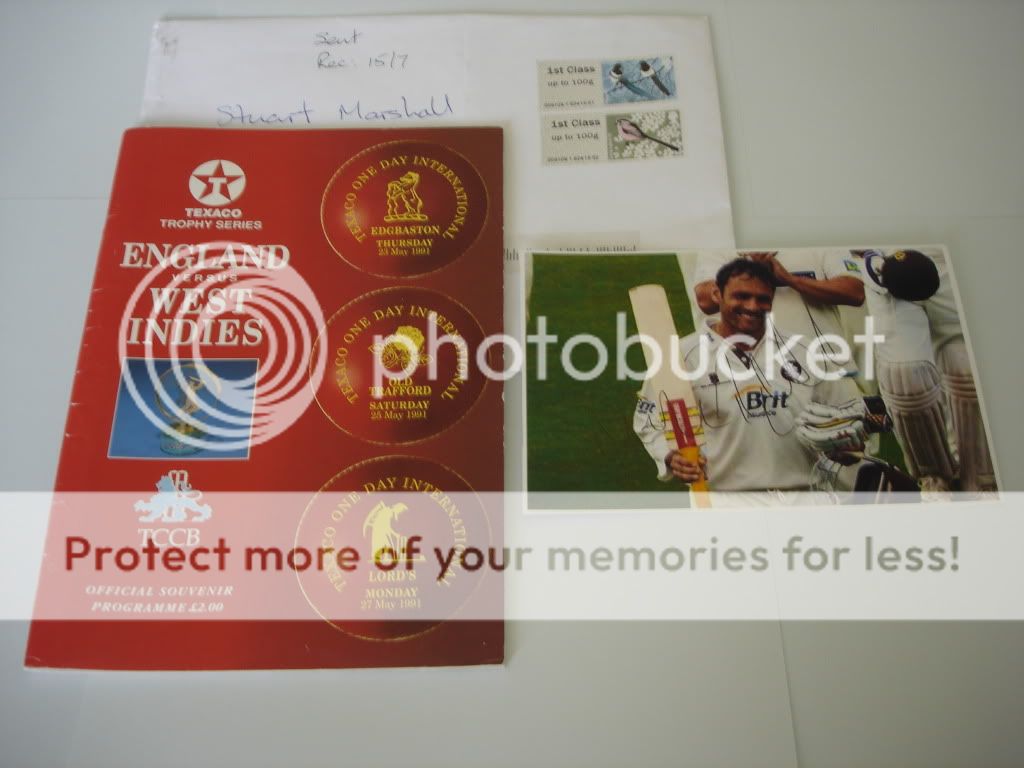 Sent
Rec: 15/7
Stuart Marshall
1st Class
up to 100g
1st Class
up to 100g
TEXACO
TROPHY SERIES
ENGLAND
VERSUS
WEST
INDIES
TCCB
OFFICIAL SOUVENIR
PROGRAMME £2.00
TEXACO ONE DAY INTERNATIONAL
EDGBASTON
THURSDAY
23 May 1991
TEXACO ONE DAY INTERNATIONAL
OLD
TRAFFORD
SATURDAY
25 May 1991
TEXACO ONE DAY INTERNATIONAL
LORD'S
MONDAY
27 May 1991
Brit
insurance
photobucket
Protect more of your memories for less!